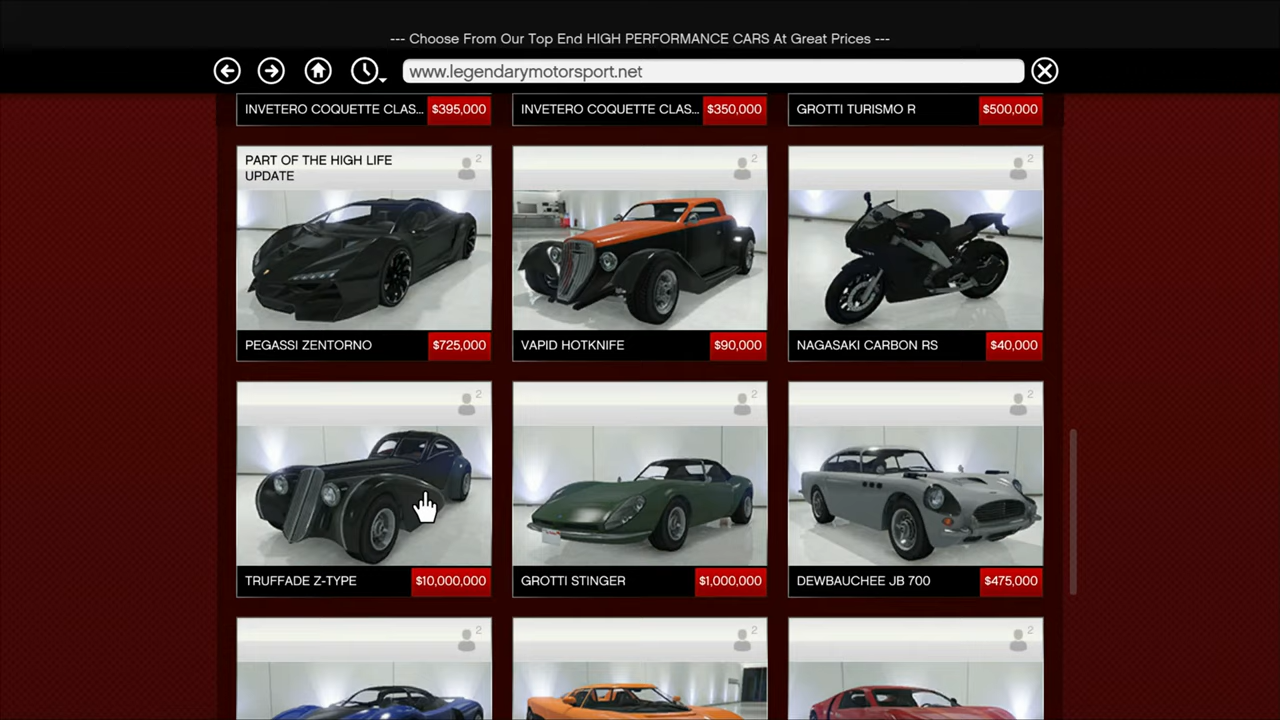 --- Choose From Our Top End HIGH PERFORMANCE CARS At Great Prices ---
www.legendarymotorsport.net
INVETERO COQUETTE CLAS... $395,000
INVETERO COQUETTE CLAS... $350,000
GROTTI TURISMO R $500,000
PART OF THE HIGH LIFE
UPDATE
2
2
2
PEGASSI ZENTORNO $725,000
VAPID HOTKNIFE $90,000
NAGASAKI CARBON RS $40,000
2
2
2
TRUFFADE Z-TYPE $10,000,000
GROTTI STINGER $1,000,000
DEWBAUCHEE JB 700 $475,000
2
2
2